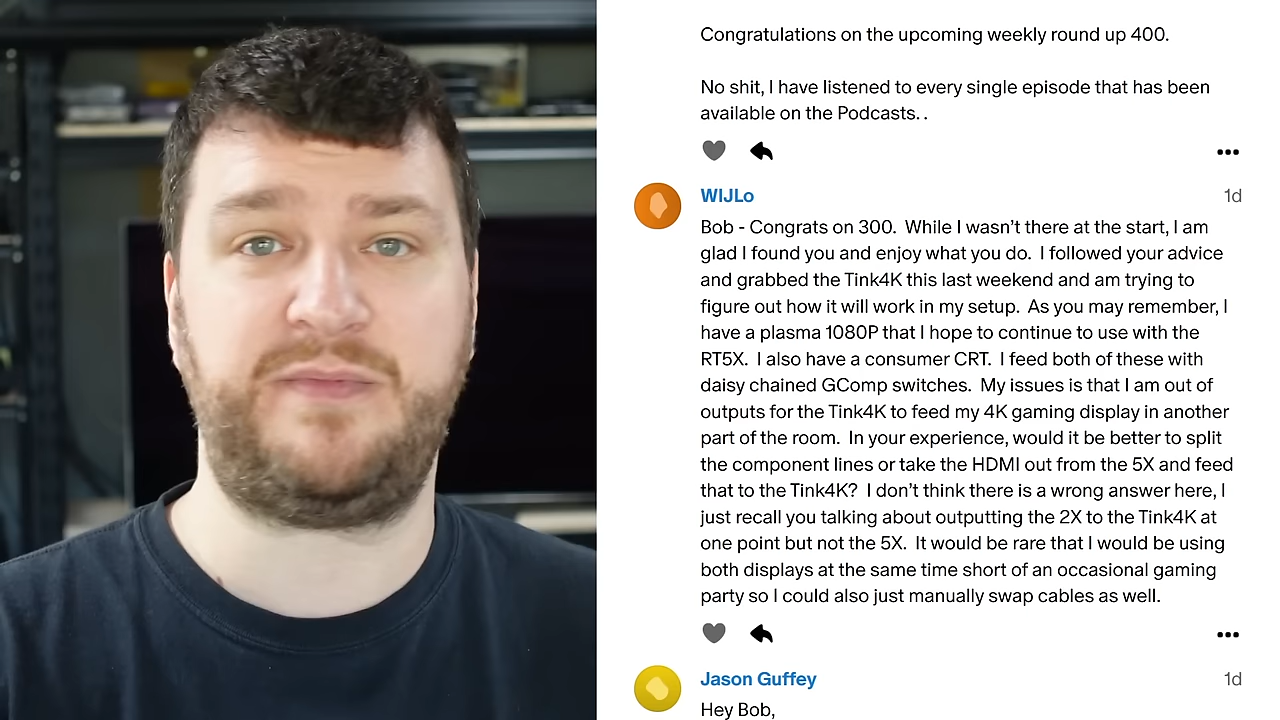 Congratulations on the upcoming weekly round up 400.
No shit, I have listened to every single episode that has been
available on the Podcasts. .
WIJLo
1d
Bob - Congrats on 300.  While I wasn’t there at the start, I am
glad I found you and enjoy what you do.  I followed your advice
and grabbed the Tink4K this last weekend and am trying to
figure out how it will work in my setup.  As you may remember, I
have a plasma 1080P that I hope to continue to use with the
RT5X.  I also have a consumer CRT.  I feed both of these with
daisy chained GComp switches.  My issues is that I am out of
outputs for the Tink4K to feed my 4K gaming display in another
part of the room.  In your experience, would it be better to split
the component lines or take the HDMI out from the 5X and feed
that to the Tink4K?  I don’t think there is a wrong answer here, I
just recall you talking about outputting the 2X to the Tink4K at
one point but not the 5X.  It would be rare that I would be using
both displays at the same time short of an occasional gaming
party so I could also just manually swap cables as well.
Jason Guffey
1d
Hey Bob,